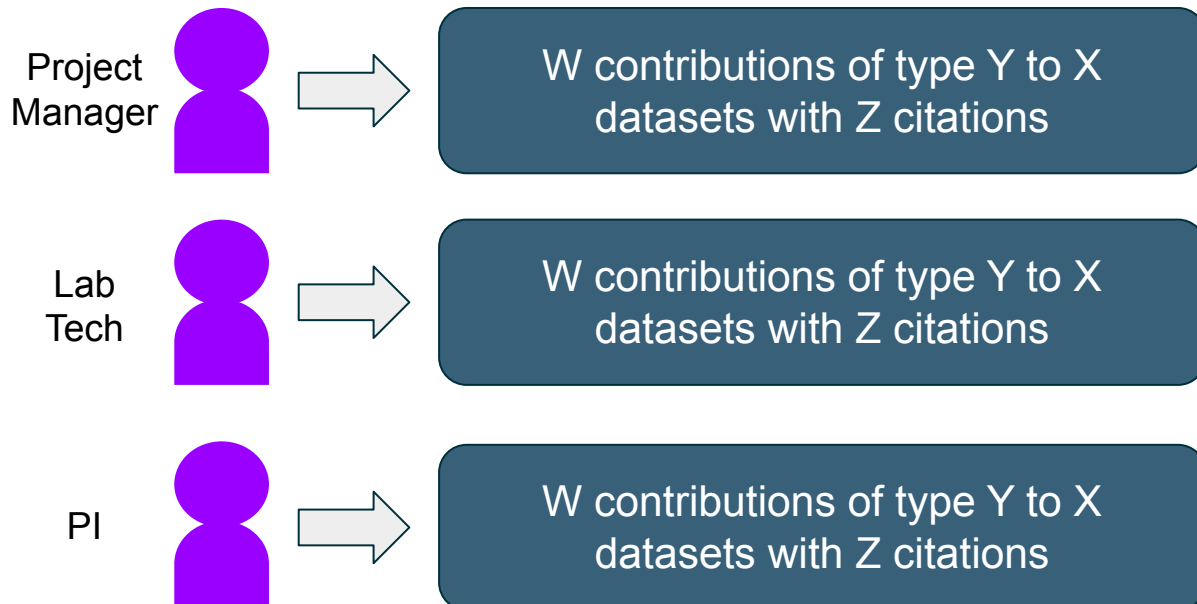 Project
Manager
W contributions of type Y to X
datasets with Z citations
Lab
Tech
W contributions of type Y to X
datasets with Z citations
PI
W contributions of type Y to X
datasets with Z citations